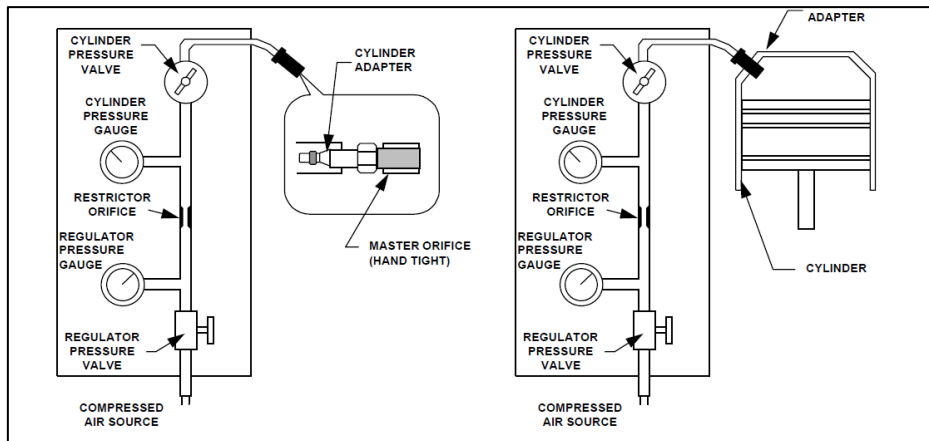 CYLINDER
PRESSURE
VALVE
CYLINDER
ADAPTER
CYLINDER
PRESSURE
GAUGE
RESTRICTOR
ORIFICE
MASTER ORIFICE
(HAND TIGHT)
REGULATOR
PRESSURE
GAUGE
REGULATOR
PRESSURE
VALVE
COMPRESSED
AIR SOURCE
ADAPTER
CYLINDER
PRESSURE
VALVE
CYLINDER
PRESSURE
GAUGE
RESTRICTOR
ORIFICE
REGULATOR
PRESSURE
GAUGE
CYLINDER
REGULATOR
PRESSURE
VALVE
COMPRESSED
AIR SOURCE